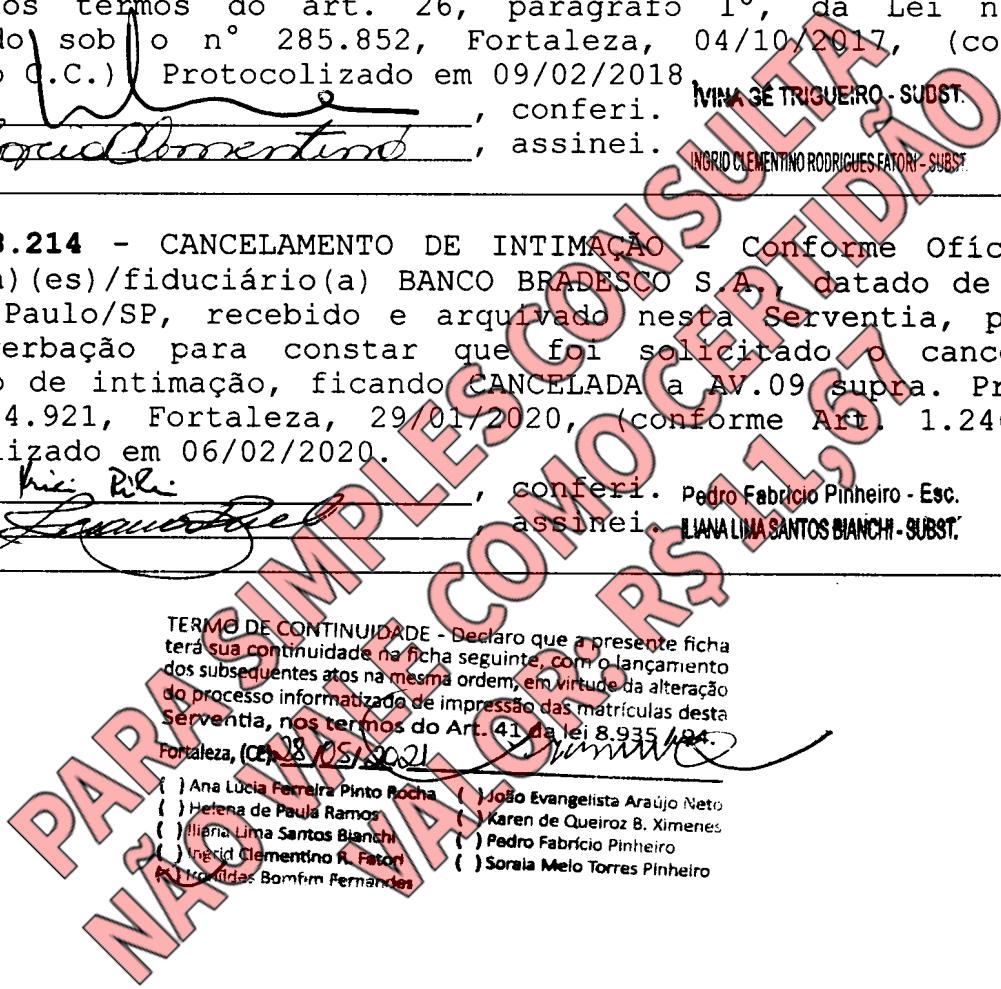 os termos do art. 26, parágrafo 1º, da Lei n
do sob o nº 285.852, Fortaleza, 04/10/2017, (co
o C.C.) Protocolizado em 09/02/2018.
, conferi. IVINA GÊ TRIGUEIRO - SUBST.
Clementino, assinei. INGRID CLEMENTINO RODRIGUES FATORI - SUBST.
3.214 - CANCELAMENTO DE INTIMAÇÃO - Conforme Ofíc
a)(es)/fiduciário(a) BANCO BRADESCO S.A., datado de
Paulo/SP, recebido e arquivado nesta Serventia, p
verbação para constar que foi solicitado o cance
o de intimação, ficando CANCELADA a AV.09 supra. Pr
4.921, Fortaleza, 29/01/2020, (conforme Art. 1.24
lizado em 06/02/2020.
, conferi. Pedro Fabrício Pinheiro - Esc.
, assinei. ILIANA LIMA SANTOS BIANCHI - SUBST.
TERMO DE CONTINUIDADE - Declaro que a presente ficha
terá sua continuidade na ficha seguinte, com o lançamento
dos subsequentes atos na mesma ordem, em virtude da alteração
do processo informatizado de impressão das matrículas desta
Serventia, nos termos do Art. 41 da lei 8.935 / 94.
Fortaleza, (CE), 28/05/2021
( ) Ana Lúcia Ferreira Pinto Rocha ( ) João Evangelista Araújo Neto
( ) Helena de Paula Ramos ( ) Karen de Queiroz B. Ximenes
( ) Iliana Lima Santos Bianchi ( ) Pedro Fabrício Pinheiro
( ) Ingrid Clementino R. Fatori ( ) Soraia Melo Torres Pinheiro
(X) Bomfim Fernandes
PARA SIMPLES CONSULTA
NÃO VALE COMO CERTIDÃO
VALOR: R$ 11,67